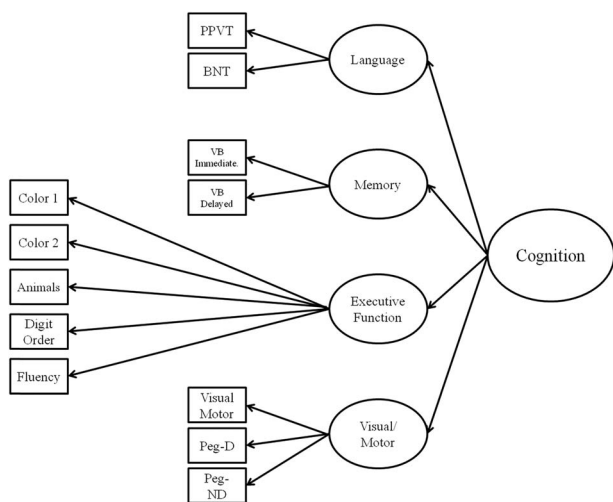 PPVT
BNT
Language
VB
Immediate.
VB
Delayed
Memory
Color 1
Color 2
Animals
Digit
Order
Fluency
Executive
Function
Cognition
Visual
Motor
Peg-D
Peg-
ND
Visual/
Motor